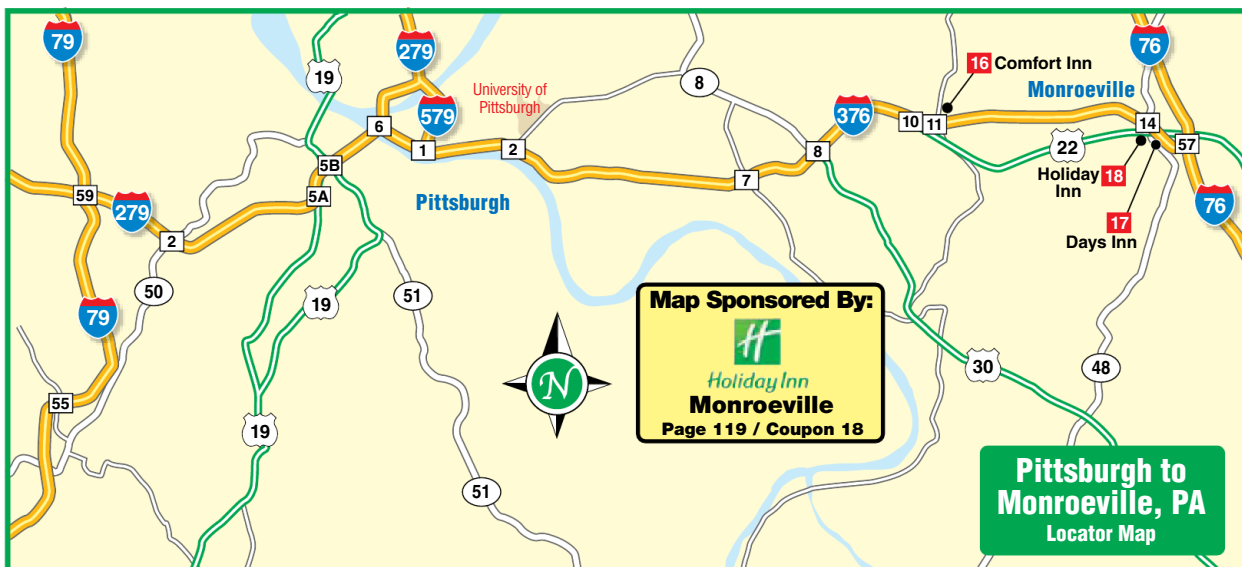 79
279
76
19
16 Comfort Inn
University of
Pittsburgh
8
Monroeville
579
376
6
10
11
14
1
2
8
22
57
5B
Holiday 18
Inn
7
59
5A
279
Pittsburgh
76
17
Days Inn
2
50
51
19
79
Map Sponsored By:
H
Holiday Inn
Monroeville
Page 119 / Coupon 18
N
30
48
55
19
51
Pittsburgh to
Monroeville, PA
Locator Map